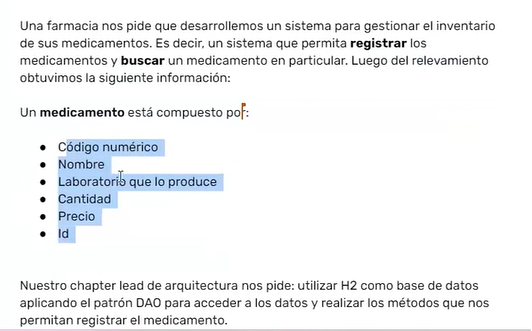 Una farmacia nos pide que desarrollemos un sistema para gestionar el inventario
de sus medicamentos. Es decir, un sistema que permita registrar los
medicamentos y buscar un medicamento en particular. Luego del relevamiento
obtuvimos la siguiente información:
Un medicamento está compuesto por:
● Código numérico
● Nombre
● Laboratorio que lo produce
● Cantidad
● Precio
● Id
Nuestro chapter lead de arquitectura nos pide: utilizar H2 como base de datos
aplicando el patrón DAO para acceder a los datos y realizar los métodos que nos
permitan registrar el medicamento.